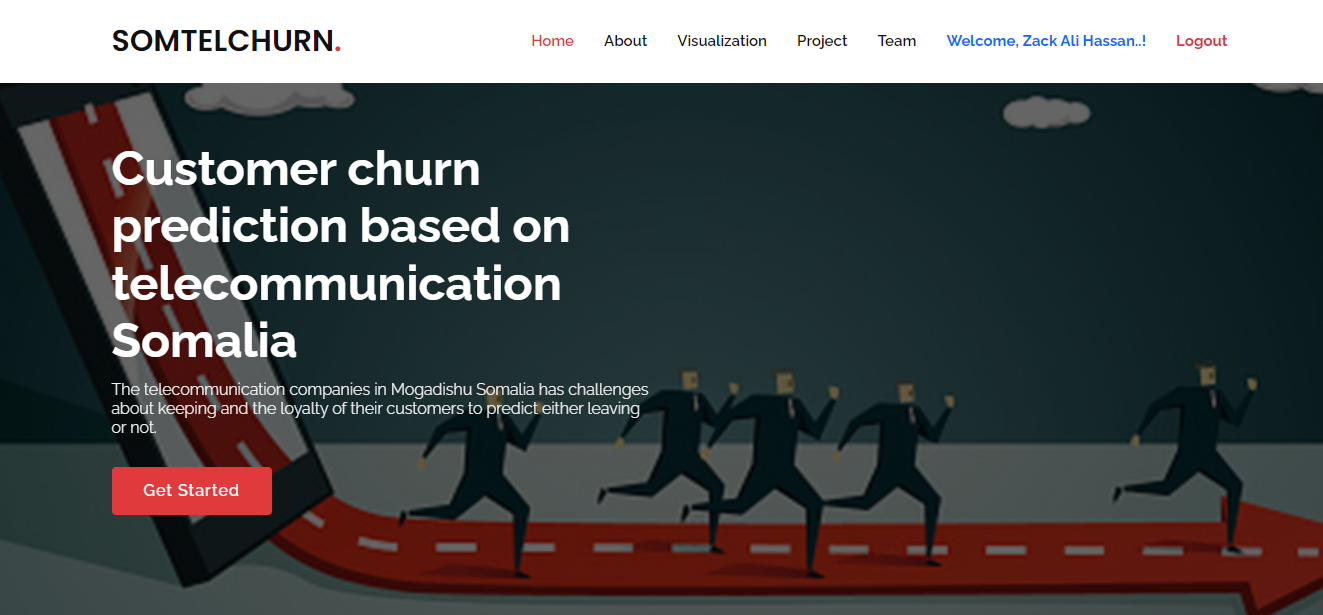 SOMTELCHURN.
Home About Visualization Project Team Welcome, Zack Ali Hassan..! Logout
Customer churn
prediction based on
telecommunication
Somalia
The telecommunication companies in Mogadishu Somalia has challenges
about keeping and the loyalty of their customers to predict either leaving
or not.
Get Started